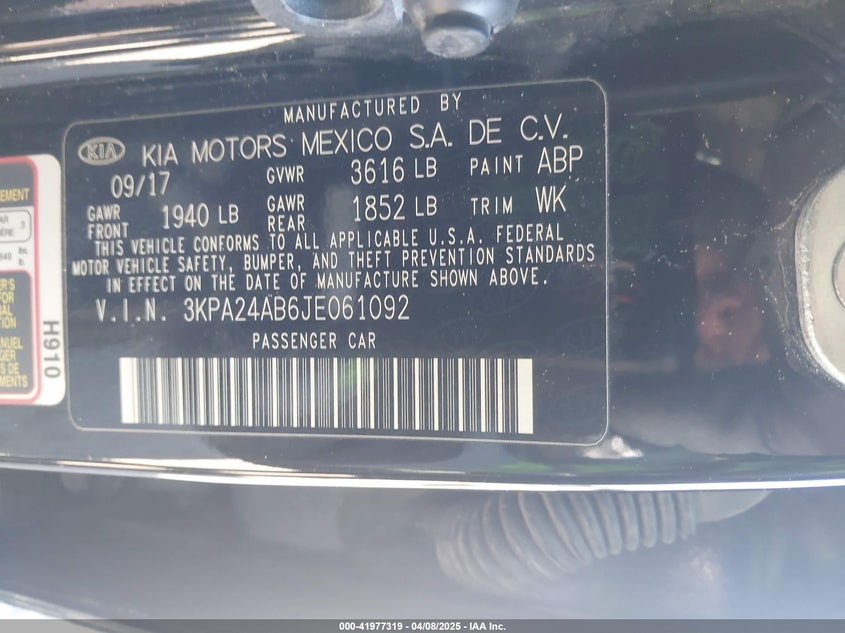 MANUFACTURED BY
KIA KIA MOTORS MEXICO S.A. DE C.V.
09/17 GVWR 3616 LB PAINT ABP
GAWR FRONT 1940 LB GAWR REAR 1852 LB TRIM WK
THIS VEHICLE CONFORMS TO ALL APPLICABLE U.S.A. FEDERAL
MOTOR VEHICLE SAFETY, BUMPER, AND THEFT PREVENTION STANDARDS
IN EFFECT ON THE DATE OF MANUFACTURE SHOWN ABOVE.
V.I.N. 3KPA24AB6JE061092
PASSENGER CAR
H910
000-41977319 | 04/08/2025 - IAA Inc.